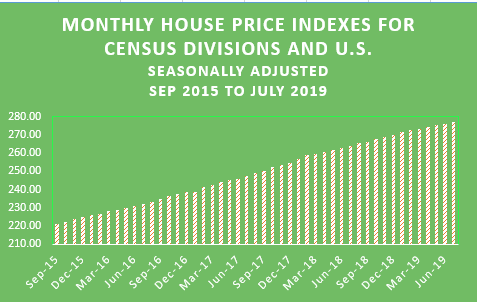 MONTHLY HOUSE PRICE INDEXES FOR
CENSUS DIVISIONS AND U.S.
SEASONALLY ADJUSTED
SEP 2015 TO JULY 2019
280.00
270.00
260.00
250.00
240.00
230.00
220.00
210.00
Sep-15
Dec-15
Mar-16
Jun-16
Sep-16
Dec-16
Mar-17
Jun-17
Sep-17
Dec-17
Mar-18
Jun-18
Sep-18
Dec-18
Mar-19
Jun-19